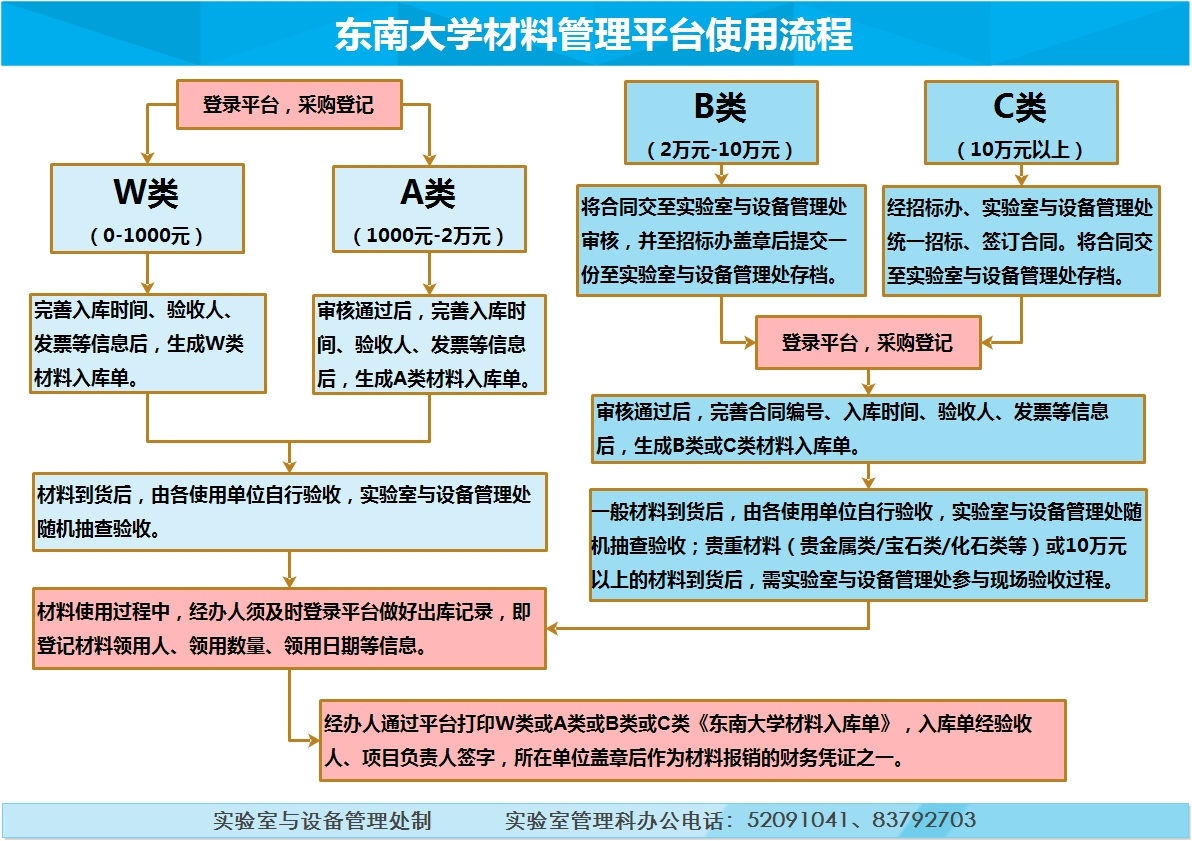 东南大学材料管理平台使用流程
登录平台，采购登记
W类
（0-1000元）
A类
（1000元-2万元）
完善入库时间、验收人、
发票等信息后，生成W类
材料入库单。
审核通过后，完善入库时
间、验收人、发票等信息
后，生成A类材料入库单。
材料到货后，由各使用单位自行验收，实验室与设备管理处
随机抽查验收。
B类
（2万元-10万元）
C类
（10万元以上）
将合同交至实验室与设备管理处
审核，并至招标办盖章后提交一
份至实验室与设备管理处存档。
经招标办、实验室与设备管理处
统一招标、签订合同。将合同交
至实验室与设备管理处存档。
登录平台，采购登记
审核通过后，完善合同编号、入库时间、验收人、发票等信息
后，生成B类或C类材料入库单。
一般材料到货后，由各使用单位自行验收，实验室与设备管理处随
机抽查验收；贵重材料（贵金属类/宝石类/化石类等）或10万元
以上的材料到货后，需实验室与设备管理处参与现场验收过程。
材料使用过程中，经办人须及时登录平台做好出库记录，即
登记材料领用人、领用数量、领用日期等信息。
经办人通过平台打印W类或A类或B类或C类《东南大学材料入库单》，入库单经验收
人、项目负责人签字，所在单位盖章后作为材料报销的财务凭证之一。
实验室与设备管理处制 实验室管理科办公电话：52091041、83792703